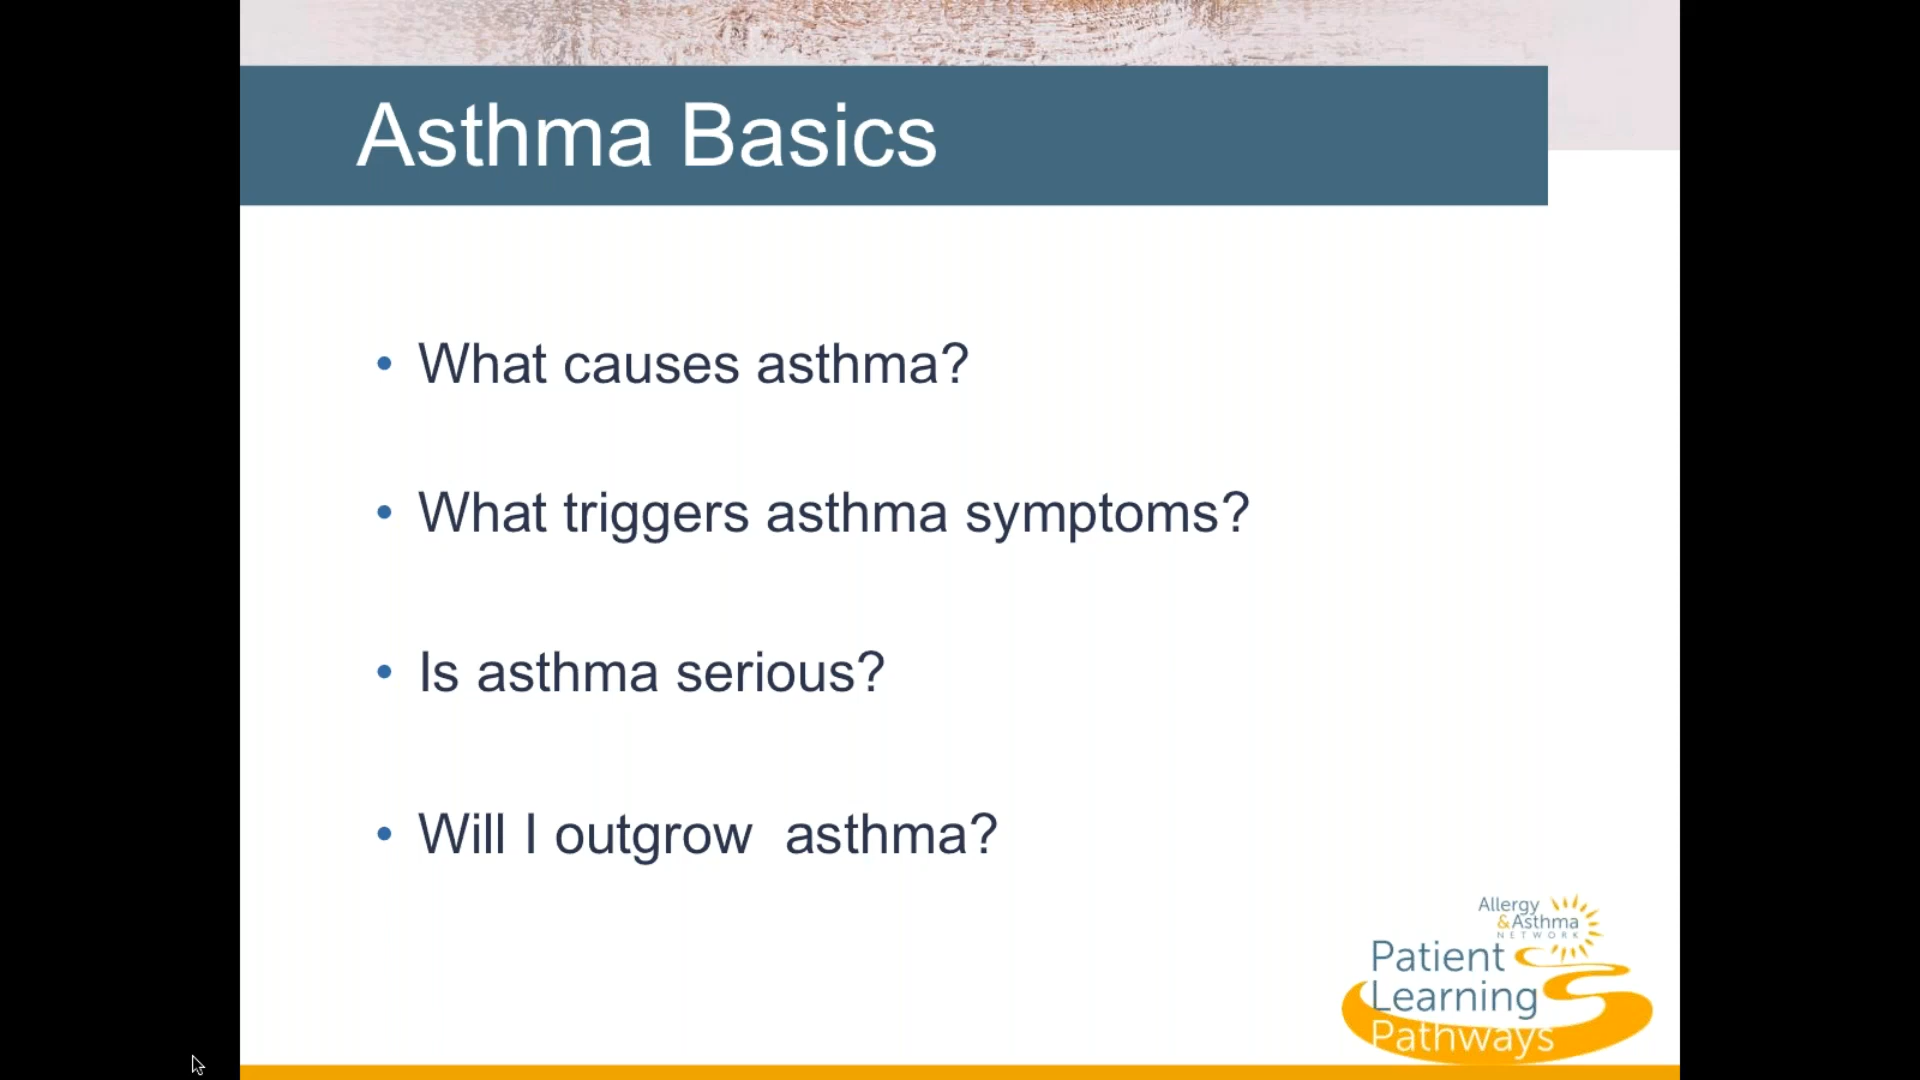 Asthma Basics
• What causes asthma?
• What triggers asthma symptoms?
• Is asthma serious?
• Will I outgrow  asthma?
Allergy
&Asthma
NETWORK
Patient
Learning
Pathways